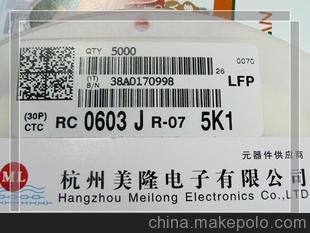 QTY 5000
0070
26
(1T) B/N 38A0170998
LFP
(30P) CTC RC 0603 J R-07 5K1
元器件供应商
ML
杭州美隆电子有限公司
Hangzhou Meilong Electronics Co.,LTD
china.makepolo.com